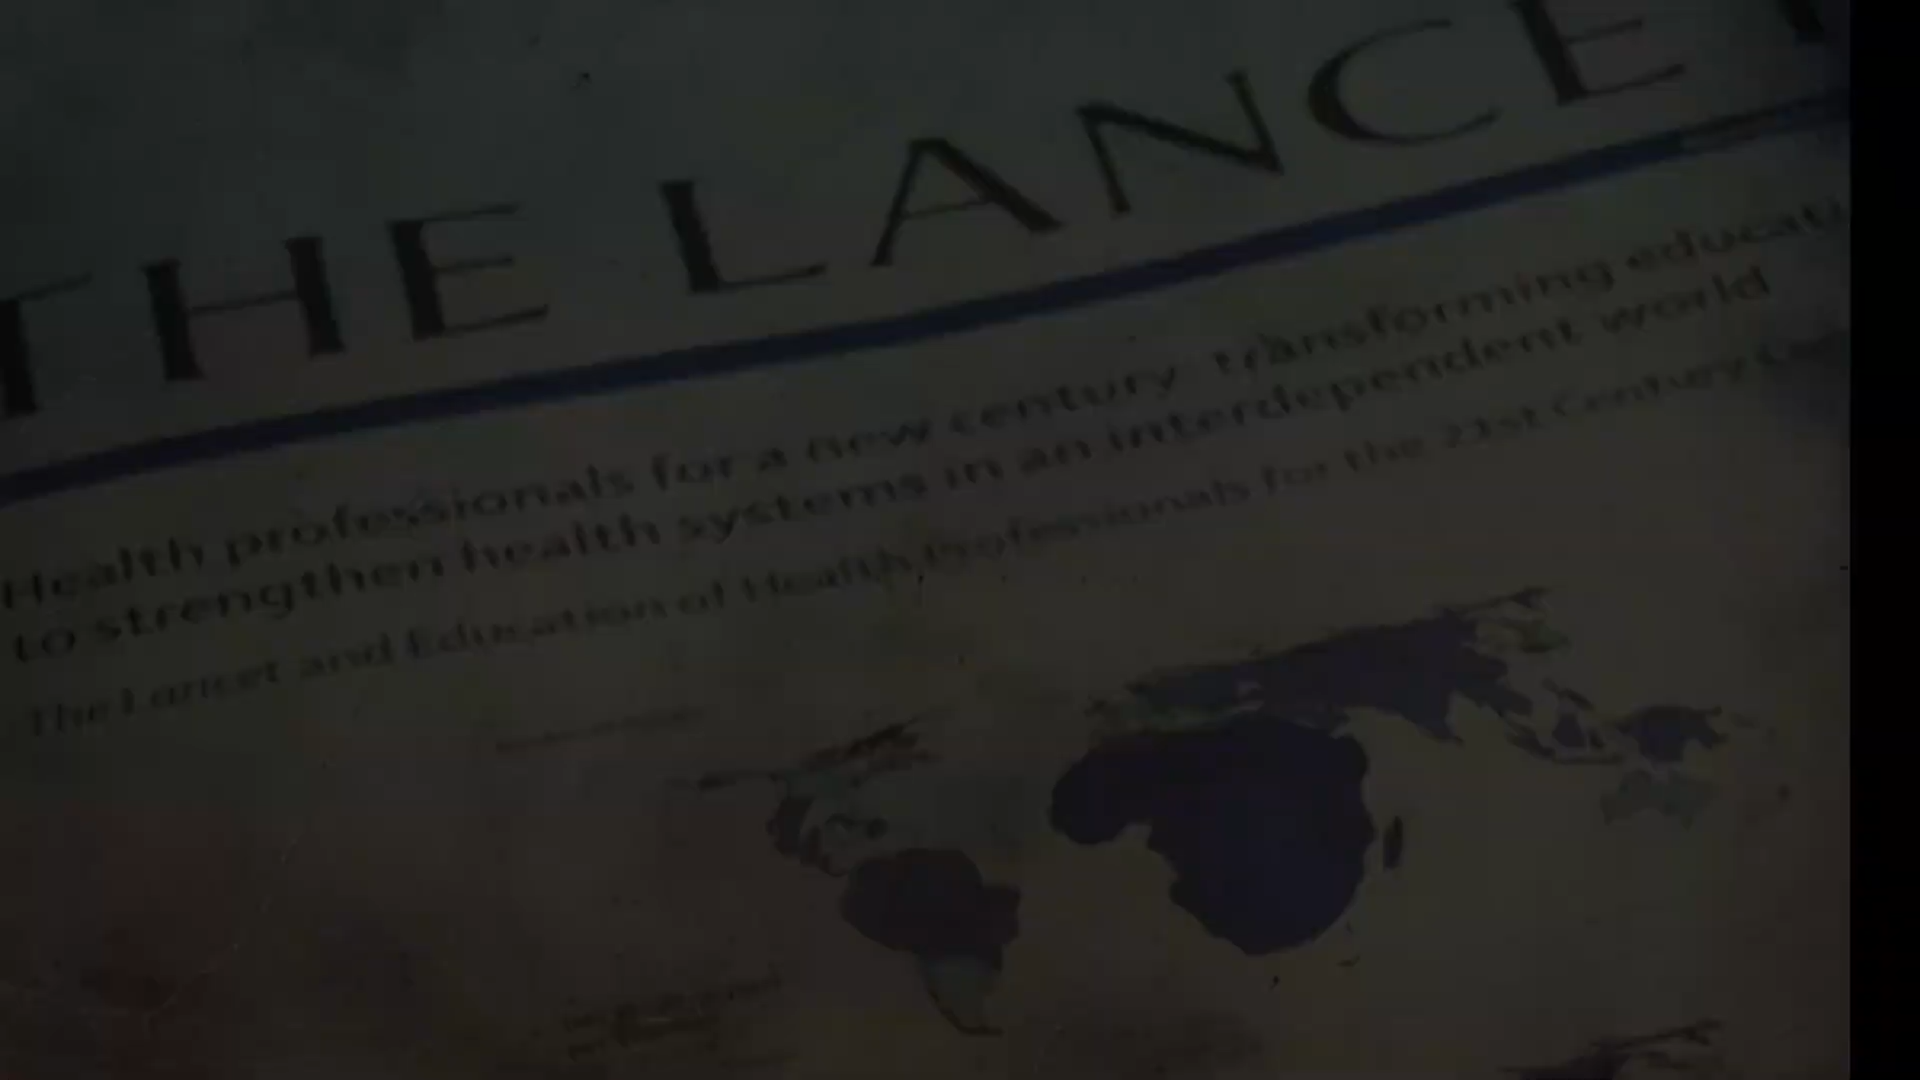 THE LANCE
Health professionals for a new century: transforming educati
to strengthen health systems in an interdependent world
The Lancet and Education of Health Professionals for the 21st Century